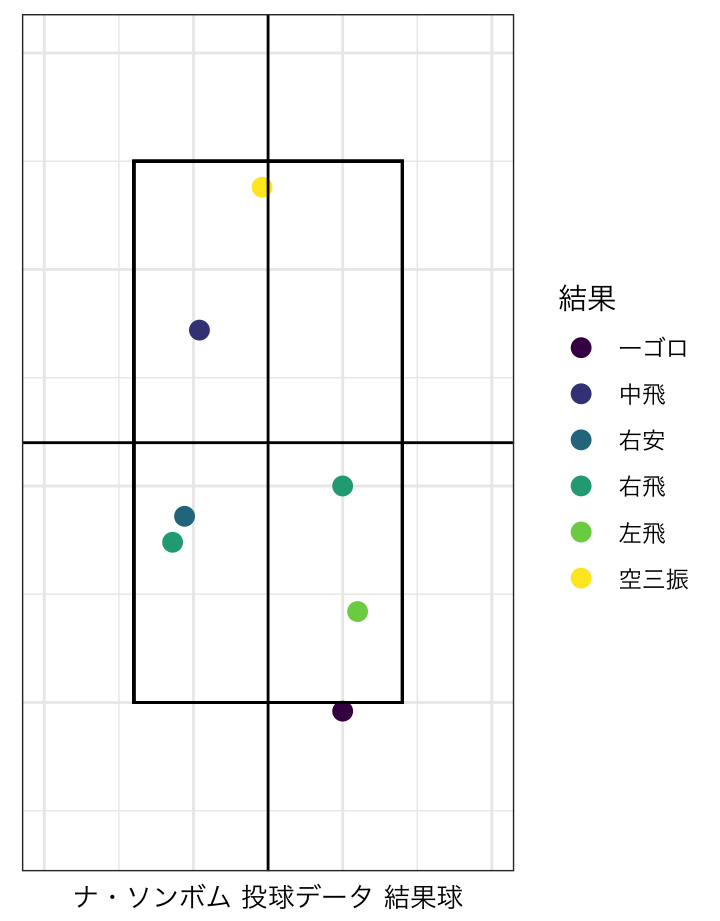 結果
一ゴロ
中飛
右安
右飛
左飛
空三振
ナ・ソンボム 投球データ 結果球